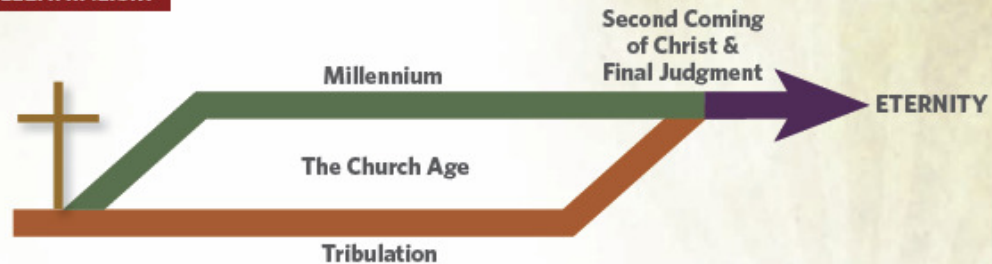 Second Coming
of Christ &
Final Judgment
Millennium
ETERNITY
The Church Age
Tribulation